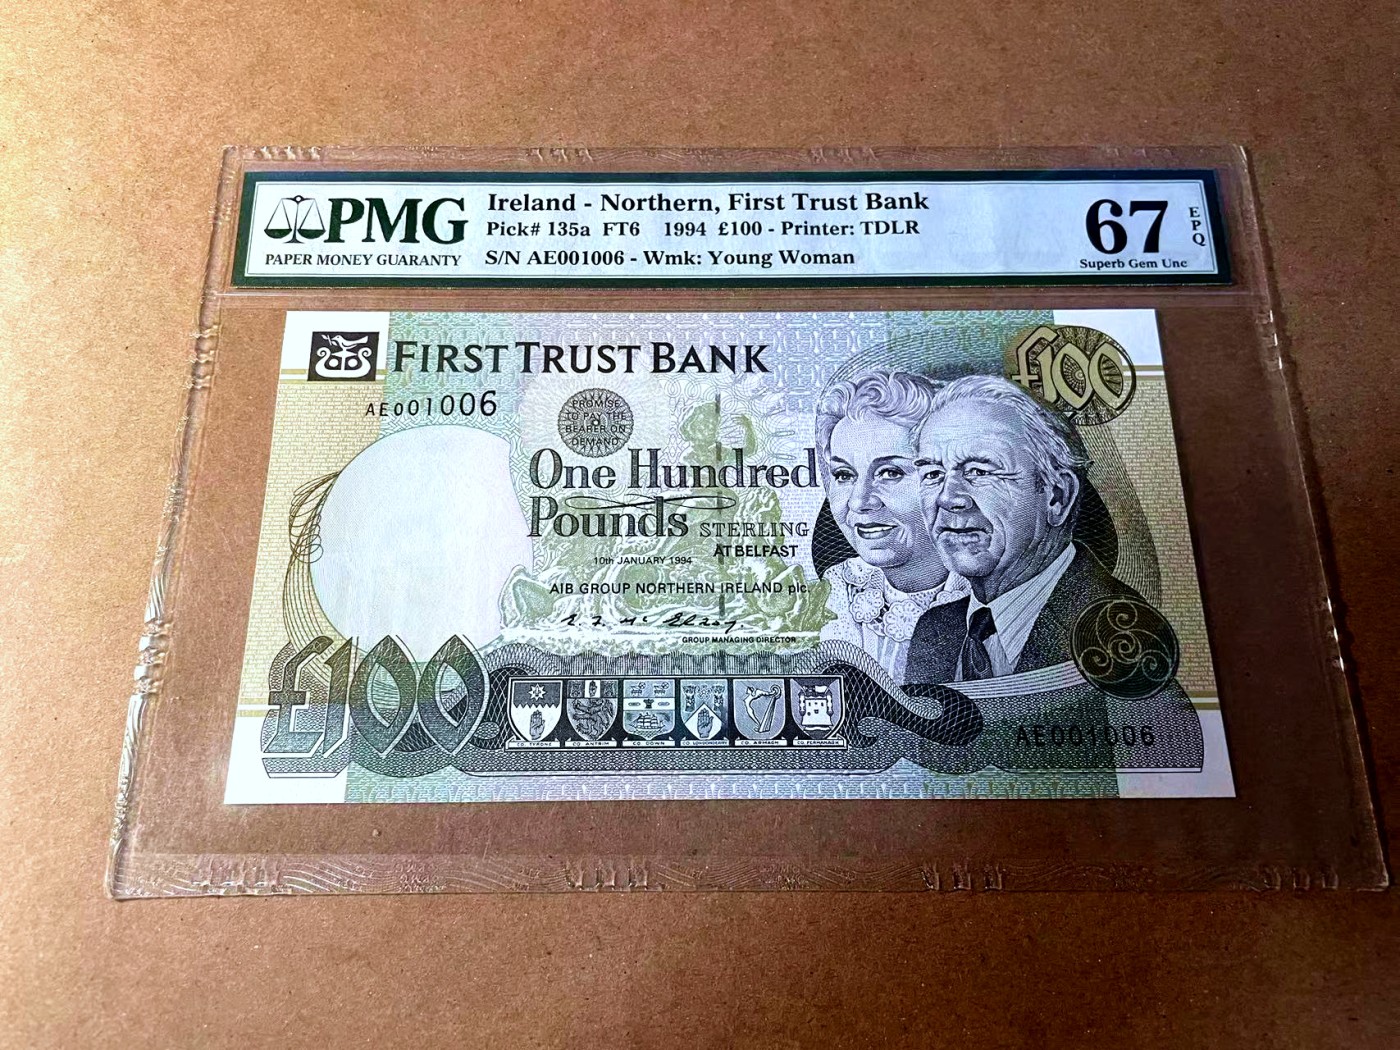 PMG
PAPER MONEY GUARANTY
Ireland - Northern, First Trust Bank
Pick# 135a FT6 1994 £100 - Printer: TDLR
S/N AE001006 - Wmk: Young Woman
67
EPQ
Superb Gem Unc
FIRST TRUST BANK
£100
AE001006
PROMISE
TO PAY THE
BEARER ON
DEMAND
One Hundred
Pounds STERLING
AT BELFAST
10th JANUARY 1994
AIB GROUP NORTHERN IRELAND plc.
GROUP MANAGING DIRECTOR
£100
CO. TYRONE CO. ANTRIM CO. DOWN CO. LONDONDERRY CO. ARMAGH CO. FERMANAGH
AE001006